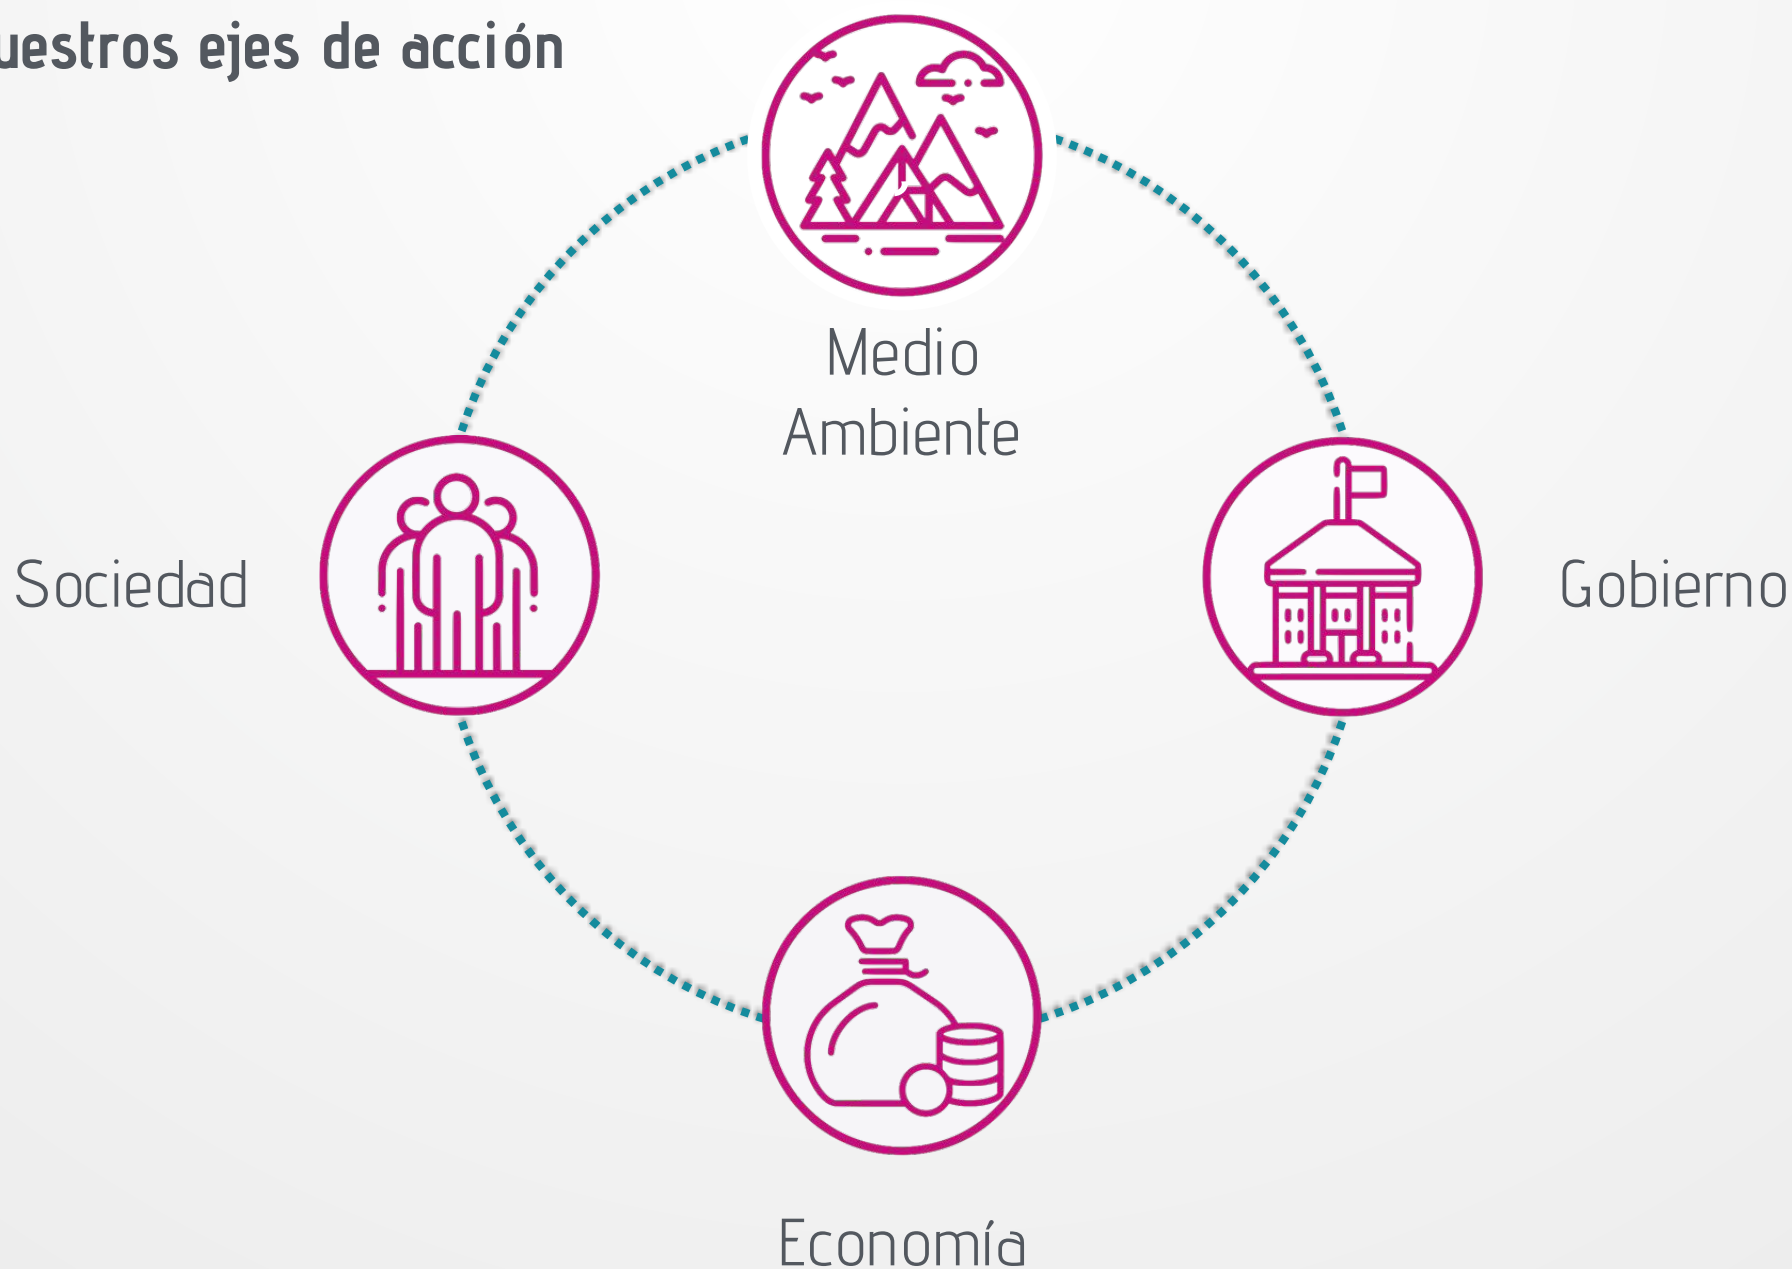 uestros ejes de acción
Medio
Ambiente
Sociedad
Gobierno
Economía